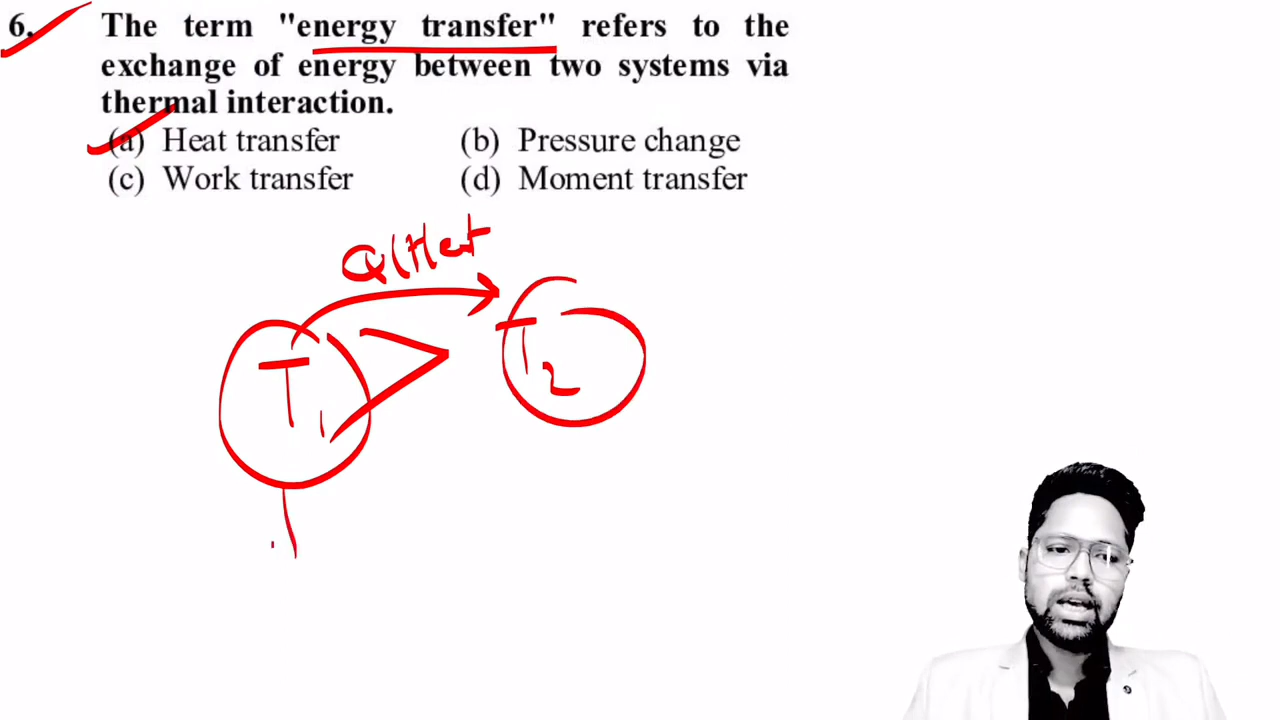 6. The term "energy transfer" refers to the
exchange of energy between two systems via
thermal interaction.
(a) Heat transfer (b) Pressure change
(c) Work transfer (d) Moment transfer
Q(Heat
T1 > T2